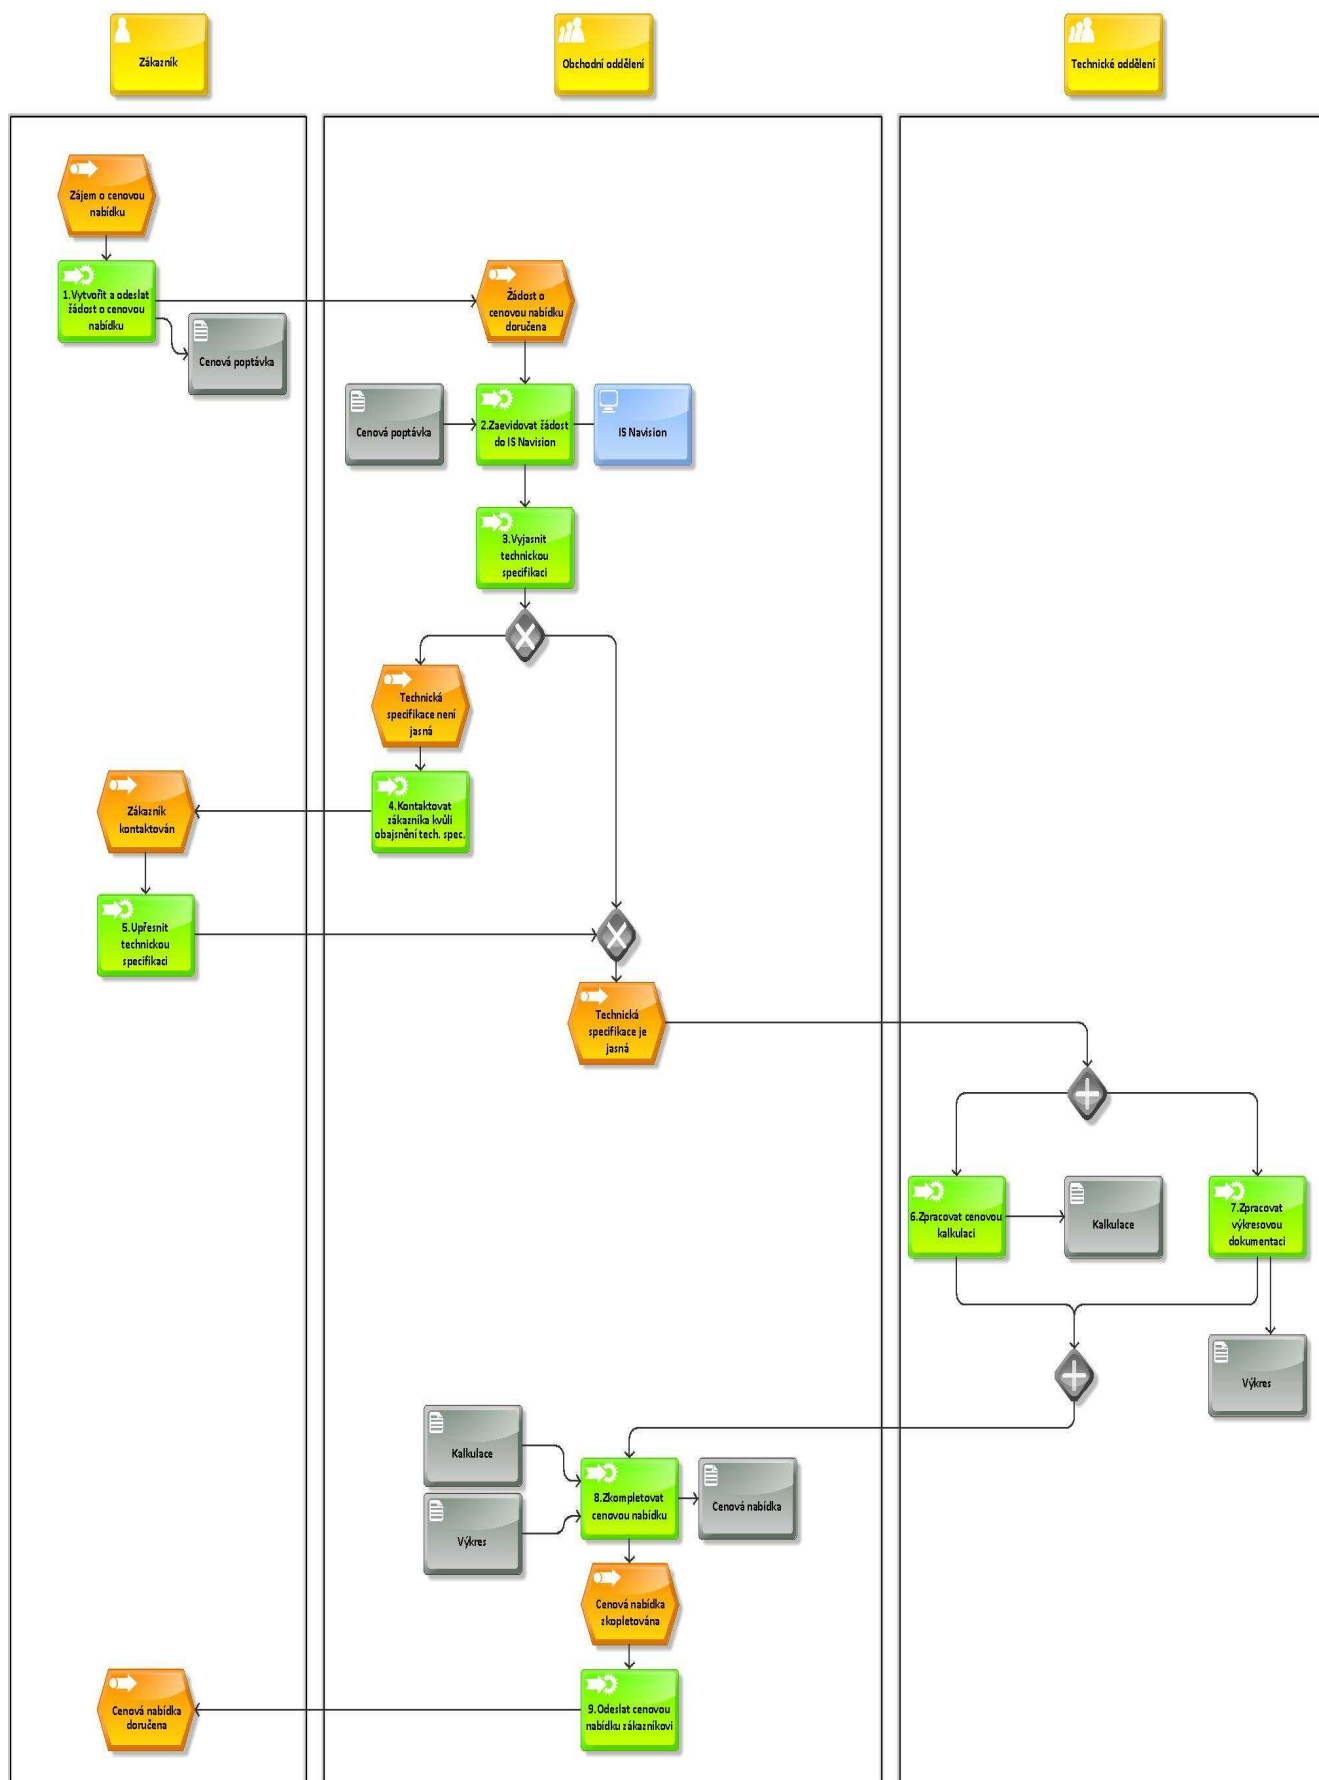 Zákazník
Obchodní oddělení
Technické oddělení
Zájem o cenovou
nabídku
1.Vytvořit a odeslat
žádost o cenovou
nabídku
Cenová poptávka
Žádost o
cenovou nabídku
doručena
Cenová poptávka
2.Zaevidovat žádost
do IS Navision
IS Navision
3.Vyjasnit
technickou
specifikaci
Technická
specifikace není
jasná
Zákazník
kontaktován
4.Kontaktovat
zákazníka kvůli
obajsnění tech. spec.
5.Upřesnit
technickou
specifikaci
Technická
specifikace je
jasná
6.Zpracovat cenovou
kalkulaci
Kalkulace
7.Zpracovat
výkresovou
dokumentaci
Výkres
Kalkulace
Výkres
8.Zkompletovat
cenovou nabídku
Cenová nabídka
Cenová nabídka
zkopletována
Cenová nabídka
doručena
9.Odeslat cenovou
nabídku zákazníkovi